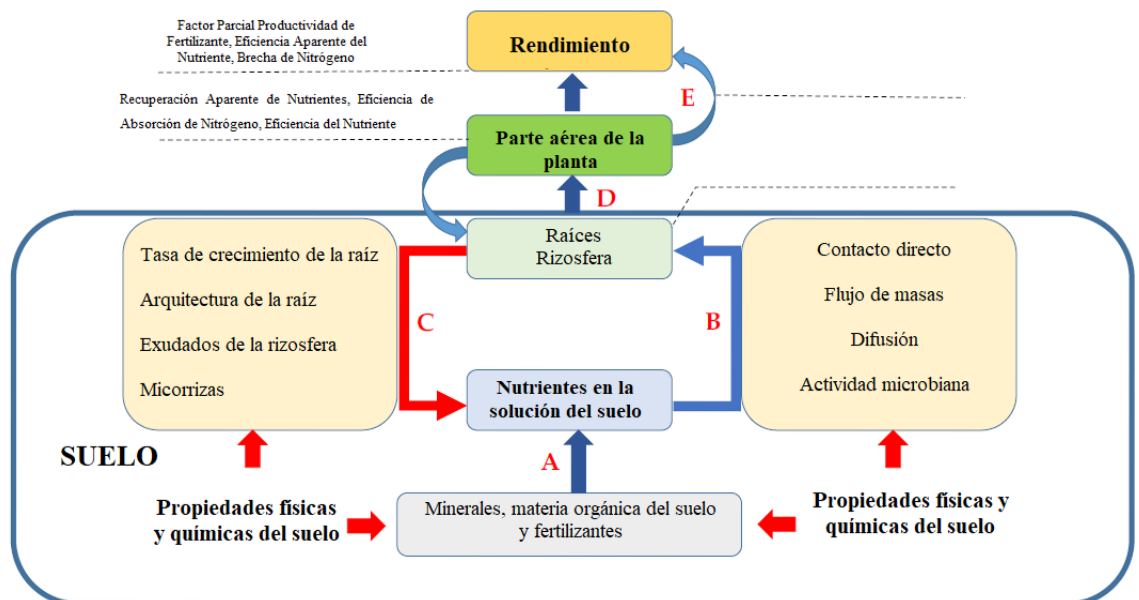 Factor Parcial Productividad de
Fertilizante, Eficiencia Aparente del
Nutriente, Brecha de Nitrógeno
Rendimiento
E
Recuperación Aparente de Nutrientes, Eficiencia de
Absorción de Nitrógeno, Eficiencia del Nutriente
Parte aérea de la
planta
D
Tasa de crecimiento de la raíz
Arquitectura de la raíz
Exudados de la rizosfera
Micorrizas
Raíces
Rizosfera
C
B
Contacto directo
Flujo de masas
Difusión
Actividad microbiana
Nutrientes en la
solución del suelo
SUELO
A
Propiedades físicas
y químicas del suelo
Minerales, materia orgánica del suelo
y fertilizantes
Propiedades físicas y
químicas del suelo